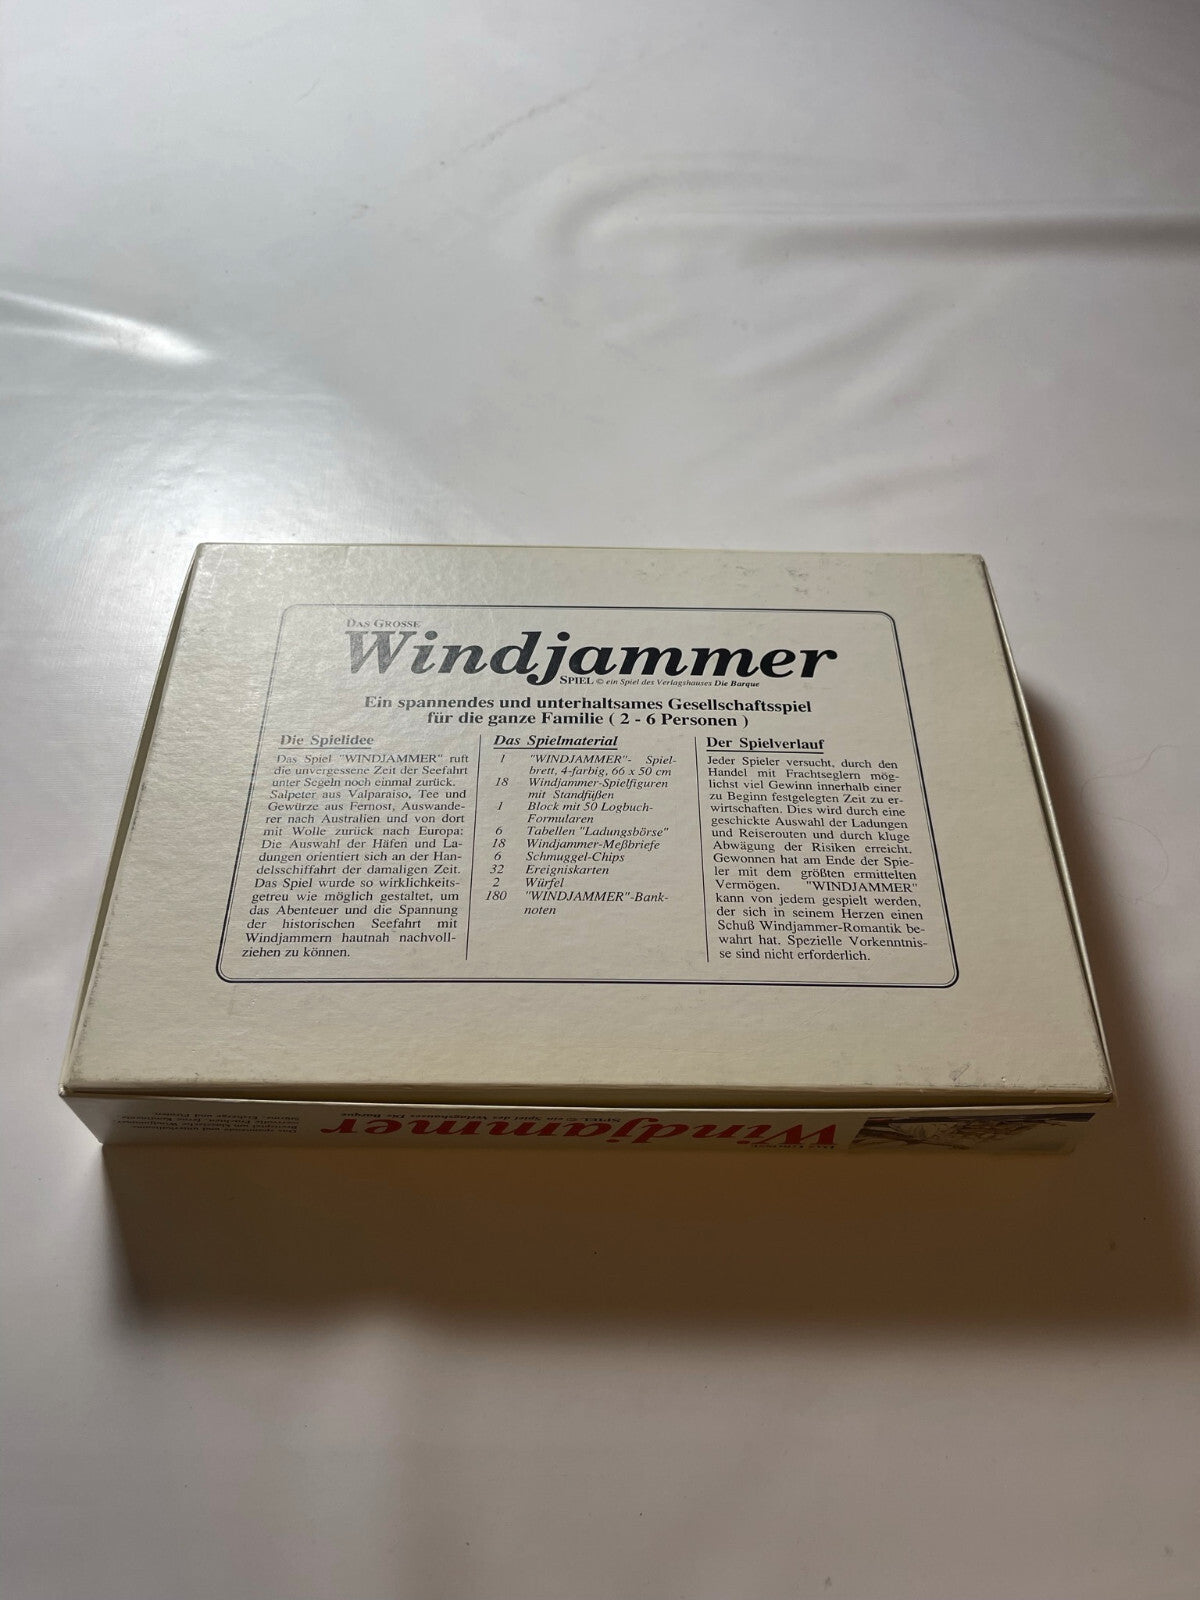 DAS GROSSE
Windjammer
SPIEL © ein Spiel des Verlagshauses Die Barque
Ein spannendes und unterhaltsames Gesellschaftsspiel
für die ganze Familie ( 2 - 6 Personen )
Die Spielidee
Das Spiel "WINDJAMMER" ruft
die unvergessene Zeit der Seefahrt
unter Segeln noch einmal zurück.
Salpeter aus Valparaiso, Tee und
Gewürze aus Fernost, Auswande-
rer nach Australien und von dort
mit Wolle zurück nach Europa:
Die Auswahl der Häfen und La-
dungen orientiert sich an der Han-
delsschiffahrt der damaligen Zeit.
Das Spiel wurde so wirklichkeits-
getreu wie möglich gestaltet, um
das Abenteuer und die Spannung
der historischen Seefahrt mit
Windjammern hautnah nachvoll-
ziehen zu können.
Das Spielmaterial
1 "WINDJAMMER"- Spiel-
brett, 4-farbig, 66 x 50 cm
18 Windjammer-Spielfiguren
mit Standfüßen
1 Block mit 50 Logbuch-
Formularen
6 Tabellen "Ladungsbörse"
18 Windjammer-Meßbriefe
6 Schmuggel-Chips
32 Ereigniskarten
2 Würfel
180 "WINDJAMMER"-Bank-
noten
Der Spielverlauf
Jeder Spieler versucht, durch den
Handel mit Frachtseglern mög-
lichst viel Gewinn innerhalb einer
zu Beginn festgelegten Zeit zu er-
wirtschaften. Dies wird durch eine
geschickte Auswahl der Ladungen
und Reiserouten und durch kluge
Abwägung der Risiken erreicht.
Gewonnen hat am Ende der Spie-
ler mit dem größten ermittelten
Vermögen. "WINDJAMMER"
kann von jedem gespielt werden,
der sich in seinem Herzen einen
Schuß Windjammer-Romantik be-
wahrt hat. Spezielle Vorkenntnis-
se sind nicht erforderlich.
DAS GROSSE
Windjammer
SPIEL © ein Spiel des Verlagshauses Die Barque